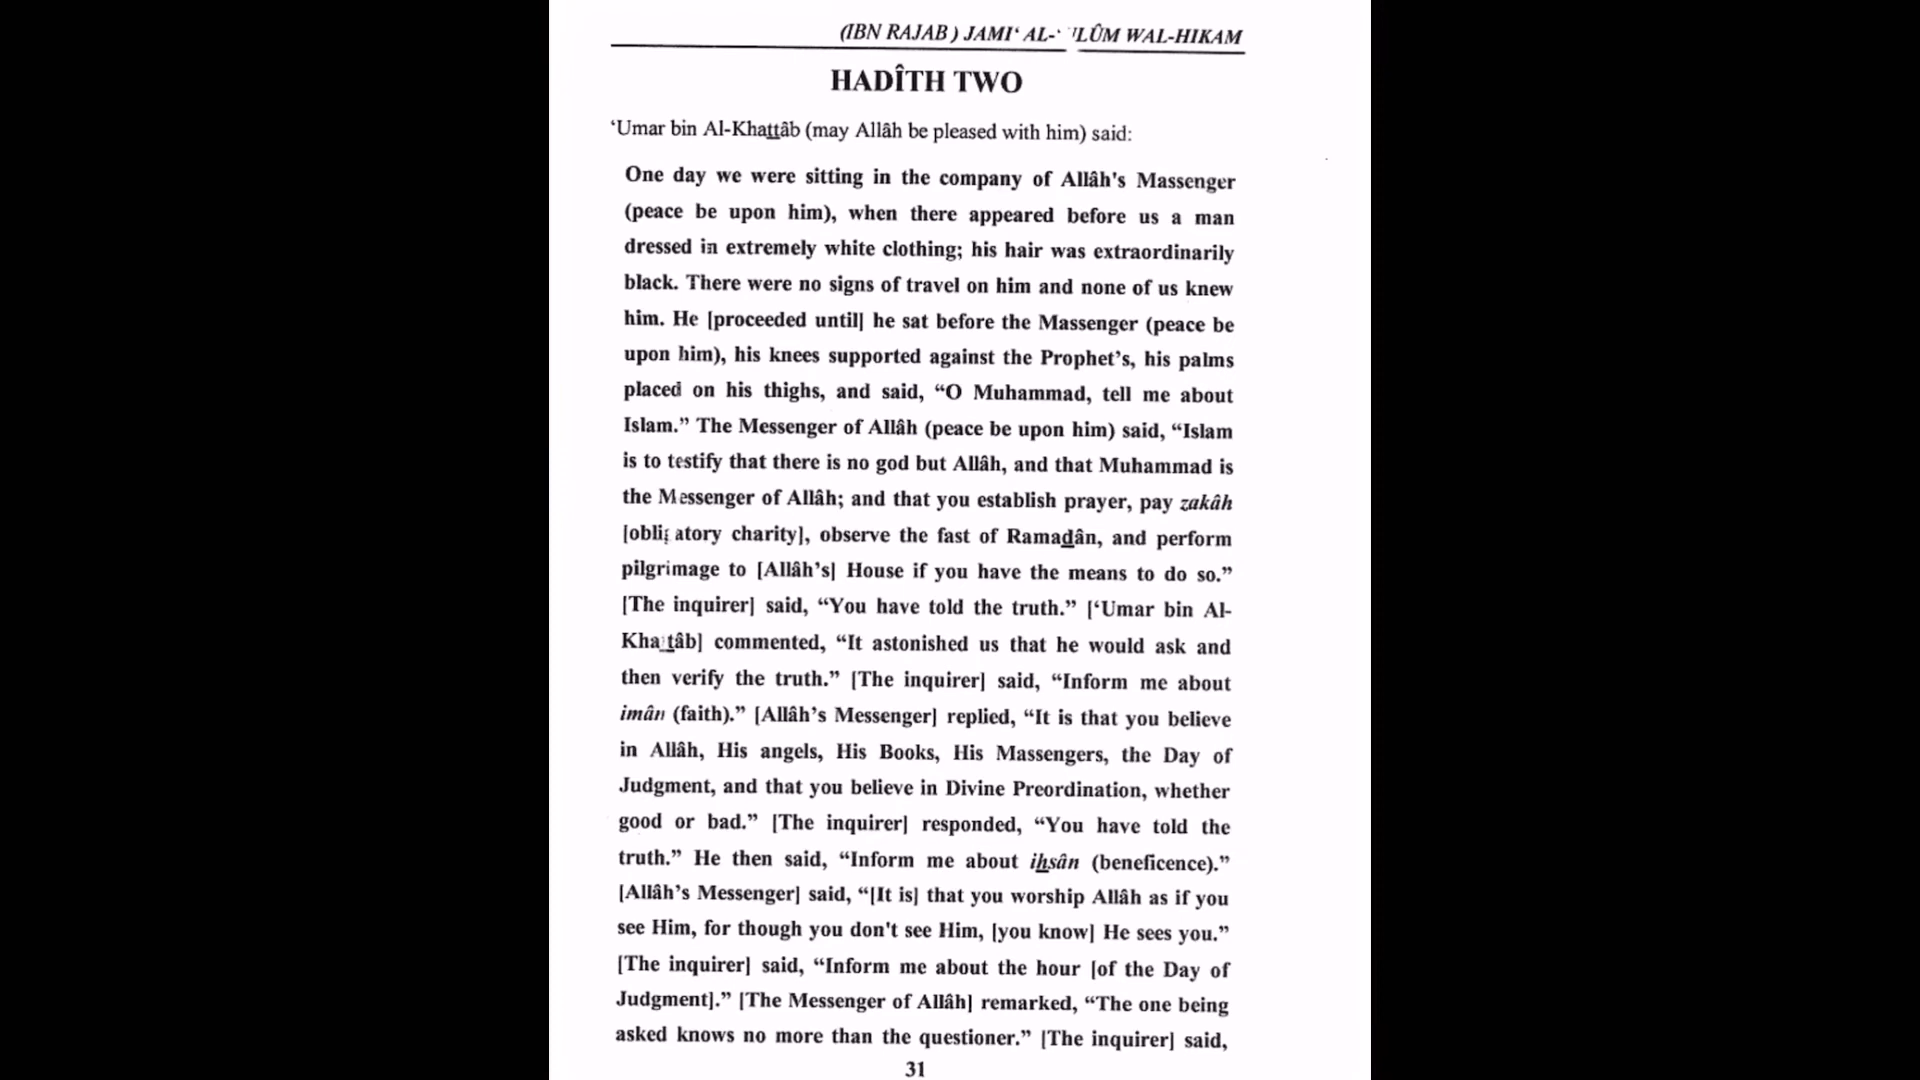 (IBN RAJAB ) JAMI‘ AL-‘ULÛM WAL-HIKAM
HADÎTH TWO
‘Umar bin Al-Khattâb (may Allâh be pleased with him) said:
One day we were sitting in the company of Allâh's Massenger
(peace be upon him), when there appeared before us a man
dressed in extremely white clothing; his hair was extraordinarily
black. There were no signs of travel on him and none of us knew
him. He [proceeded until] he sat before the Massenger (peace be
upon him), his knees supported against the Prophet’s, his palms
placed on his thighs, and said, “O Muhammad, tell me about
Islam.” The Messenger of Allâh (peace be upon him) said, “Islam
is to testify that there is no god but Allâh, and that Muhammad is
the Messenger of Allâh; and that you establish prayer, pay zakâh
[obligatory charity], observe the fast of Ramadân, and perform
pilgrimage to [Allâh’s] House if you have the means to do so.”
[The inquirer] said, “You have told the truth.” [‘Umar bin Al-
Khattâb] commented, “It astonished us that he would ask and
then verify the truth.” [The inquirer] said, “Inform me about
imân (faith).” [Allâh’s Messenger] replied, “It is that you believe
in Allâh, His angels, His Books, His Massengers, the Day of
Judgment, and that you believe in Divine Preordination, whether
good or bad.” [The inquirer] responded, “You have told the
truth.” He then said, “Inform me about ihsân (beneficence).”
[Allâh’s Messenger] said, “[It is] that you worship Allâh as if you
see Him, for though you don't see Him, [you know] He sees you.”
[The inquirer] said, “Inform me about the hour [of the Day of
Judgment].” [The Messenger of Allâh] remarked, “The one being
asked knows no more than the questioner.” [The inquirer] said,
31